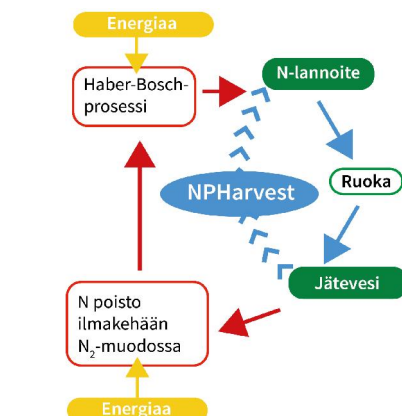 Energiaa
Haber-Bosch-
prosessi
N-lannoite
NPHarvest
Ruoka
Jätevesi
N poisto
ilmakehään
N₂-muodossa
Energiaa